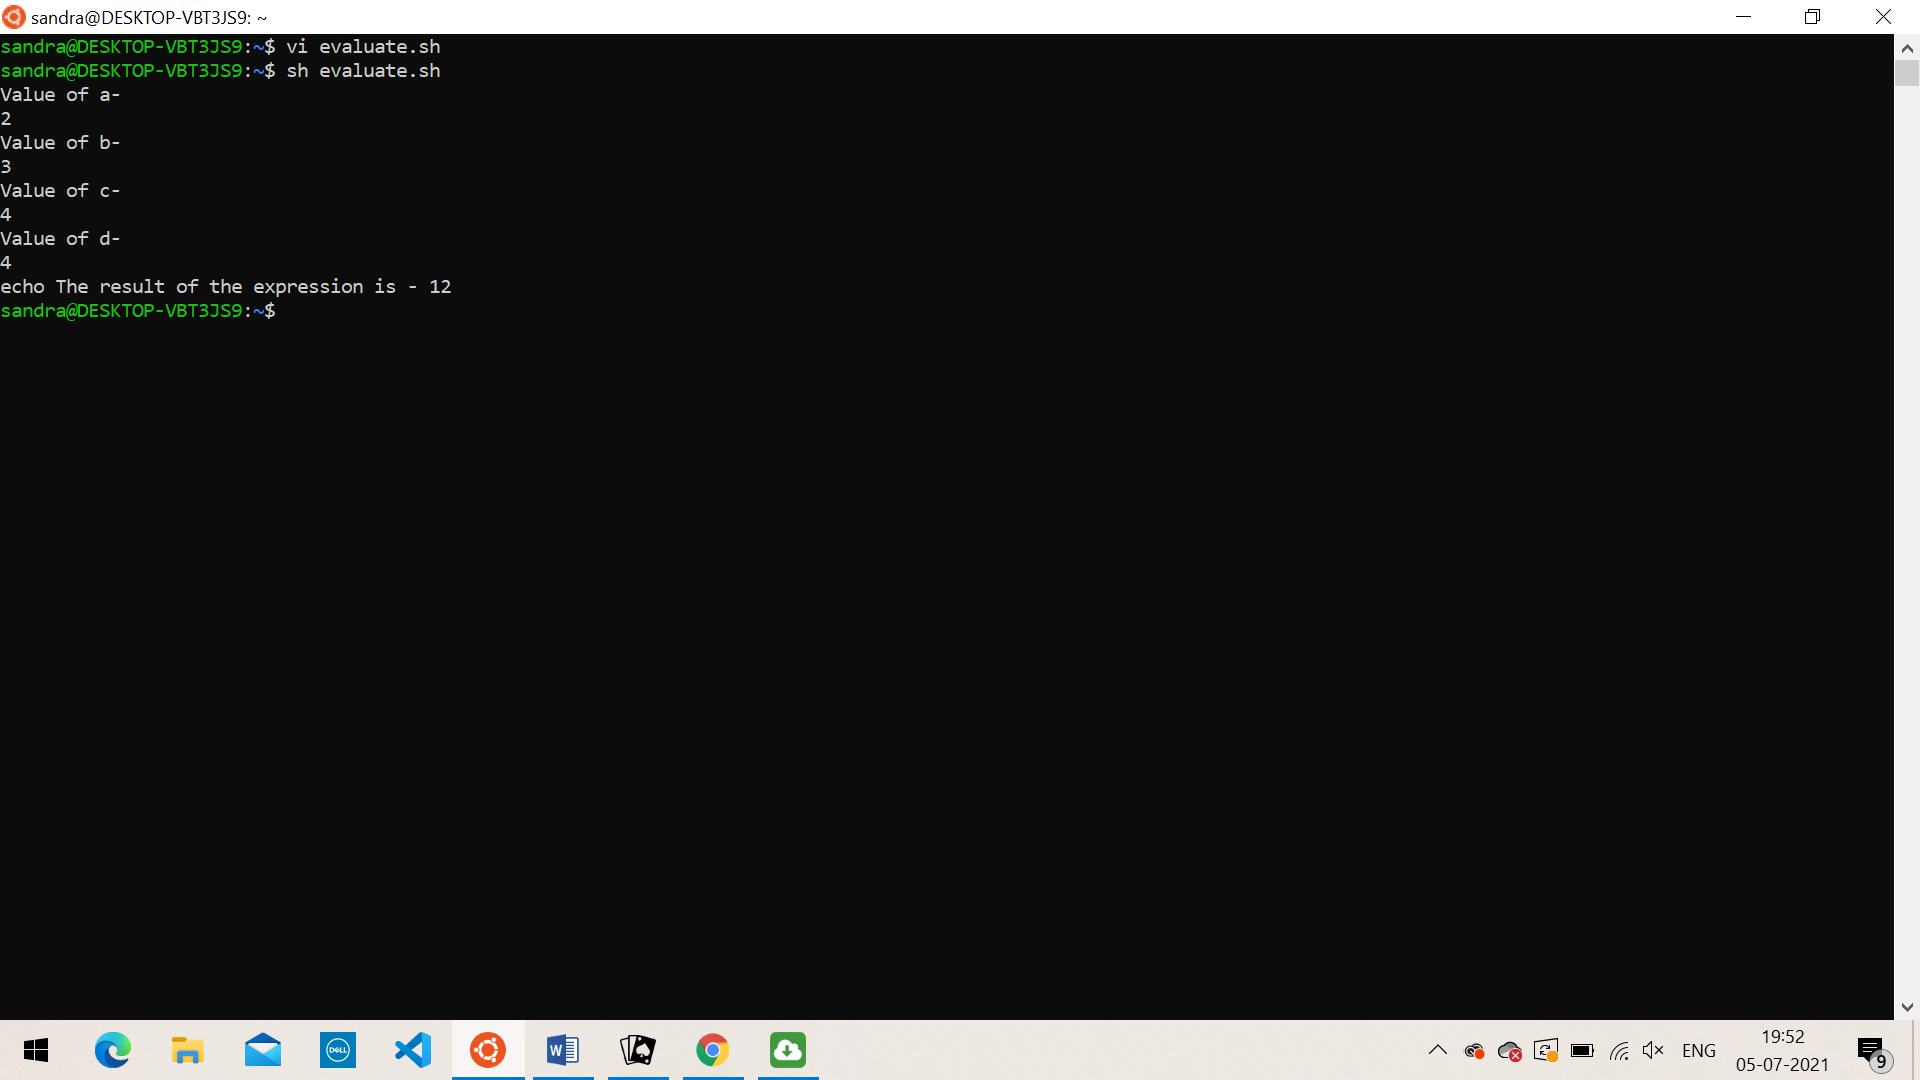 sandra@DESKTOP-VBT3JS9: ~
sandra@DESKTOP-VBT3JS9:~$ vi evaluate.sh
sandra@DESKTOP-VBT3JS9:~$ sh evaluate.sh
Value of a-
2
Value of b-
3
Value of c-
4
Value of d-
4
echo The result of the expression is - 12
sandra@DESKTOP-VBT3JS9:~$
DELL
W
ENG
19:52
05-07-2021
9